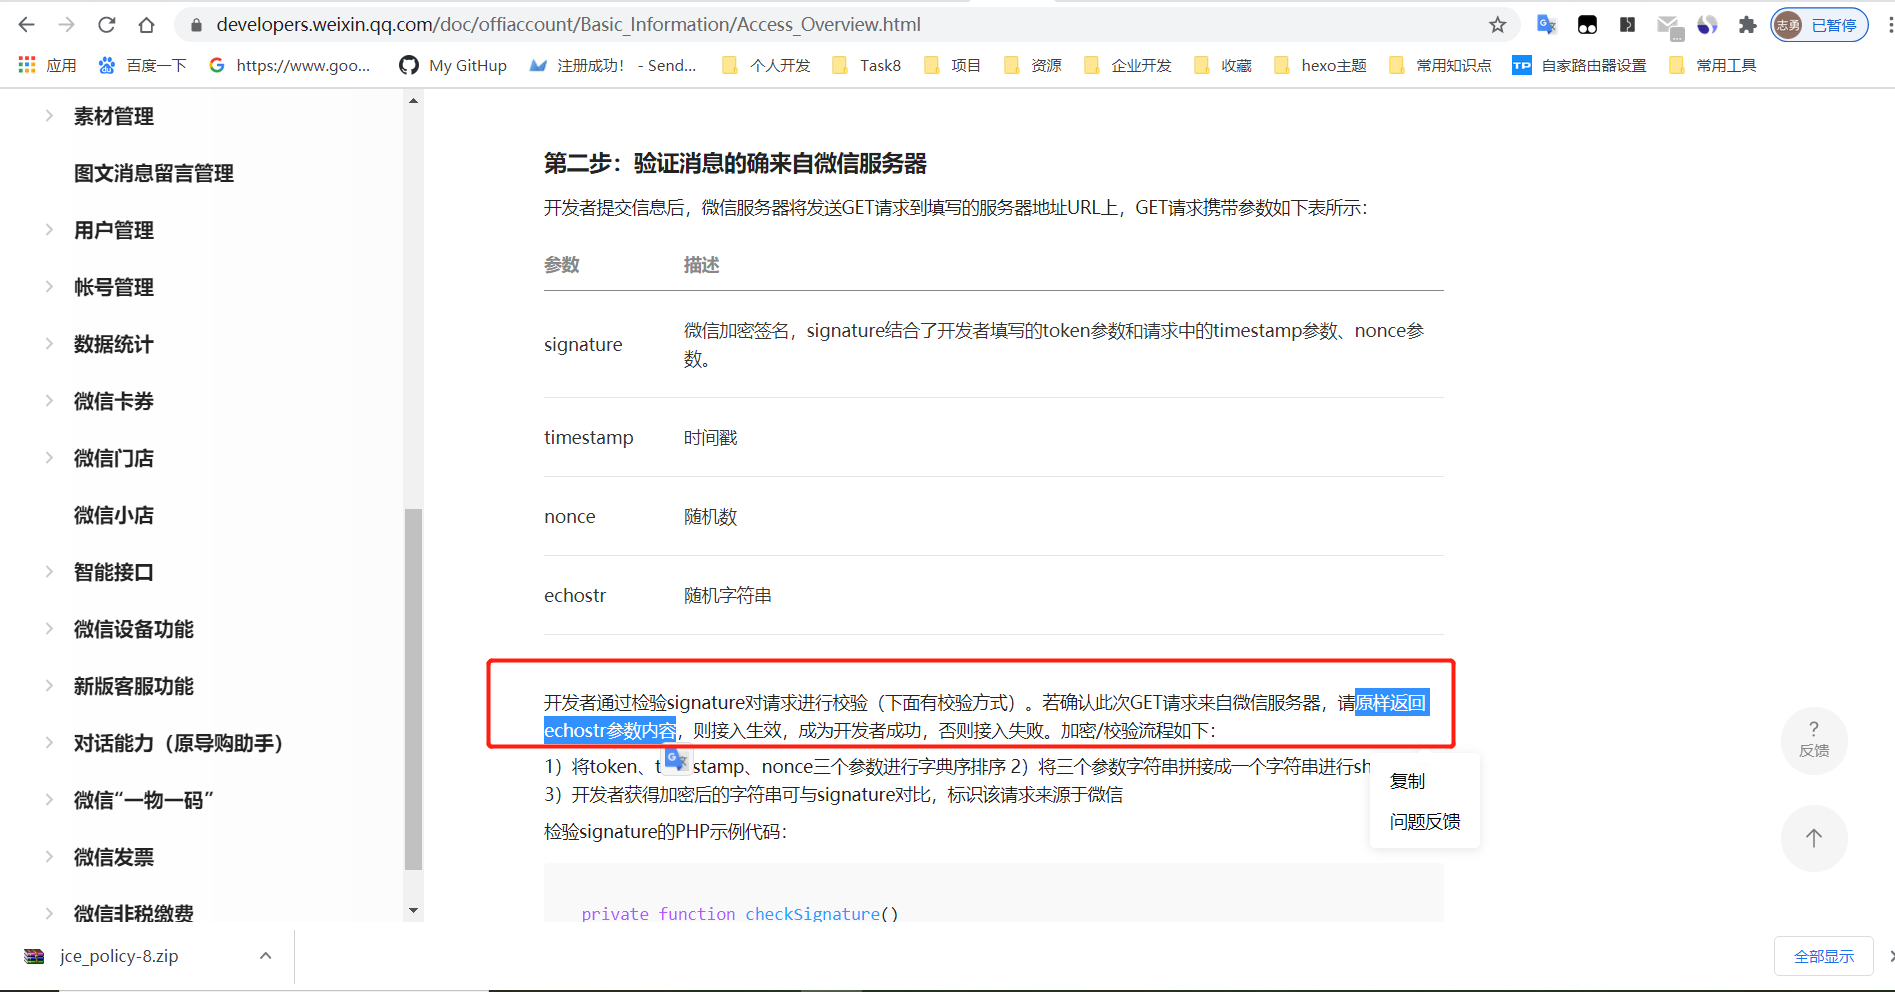 developers.weixin.qq.com/doc/offiaccount/Basic_Information/Access_Overview.html
志勇 已暂停
应用 百度一下 https://www.goo... My GitHup 注册成功! - Send... 个人开发 Task8 项目 资源 企业开发 收藏 hexo主题 常用知识点 TP 自家路由器设置 常用工具
素材管理
图文消息留言管理
用户管理
帐号管理
数据统计
微信卡券
微信门店
微信小店
智能接口
微信设备功能
新版客服功能
对话能力（原导购助手）
微信“一物一码”
微信发票
微信非税缴费
第二步：验证消息的确来自微信服务器
开发者提交信息后，微信服务器将发送GET请求到填写的服务器地址URL上，GET请求携带参数如下表所示：
参数 描述
signature 微信加密签名，signature结合了开发者填写的token参数和请求中的timestamp参数、nonce参
数。
timestamp 时间戳
nonce 随机数
echostr 随机字符串
开发者通过检验signature对请求进行校验（下面有校验方式）。若确认此次GET请求来自微信服务器，请原样返回
echostr参数内容，则接入生效，成为开发者成功，否则接入失败。加密/校验流程如下：
1）将token、t stamp、nonce三个参数进行字典序排序 2）将三个参数字符串拼接成一个字符串进行sh
3）开发者获得加密后的字符串可与signature对比，标识该请求来源于微信
检验signature的PHP示例代码：
private function checkSignature()
复制
问题反馈
?
反馈
jce_policy-8.zip
全部显示